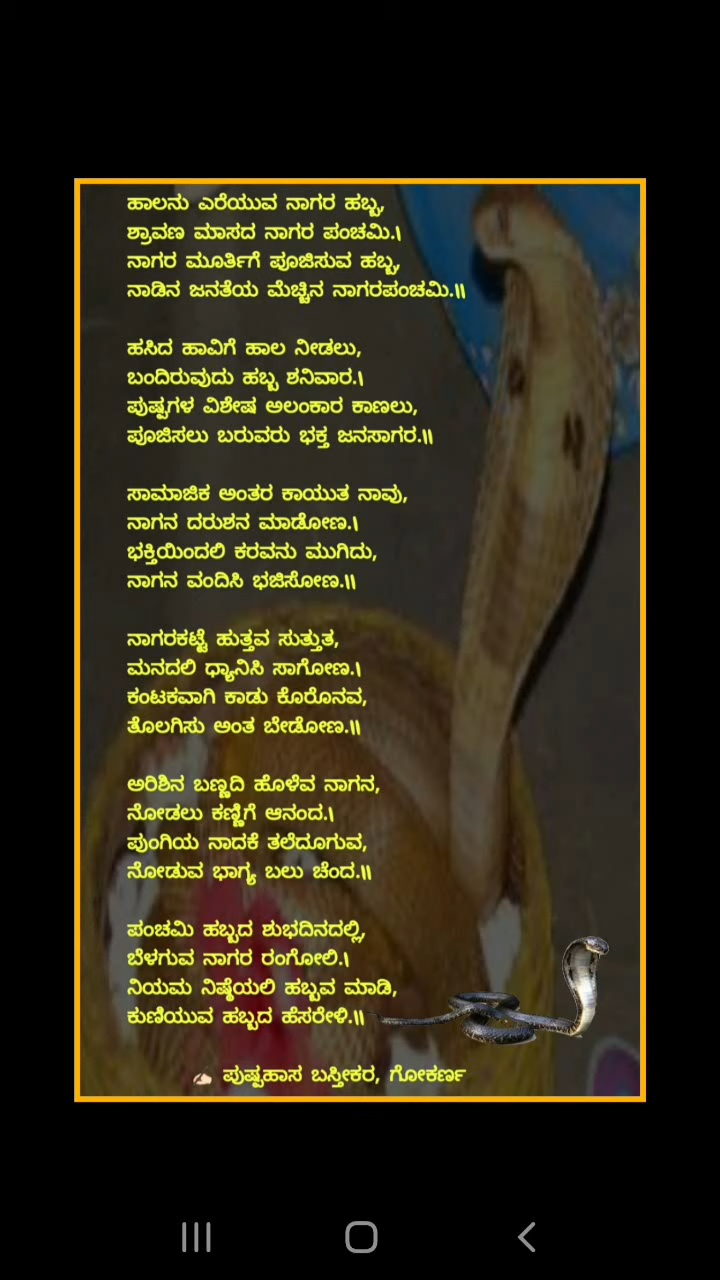 ಹಾಲನು ಎರೆಯುವ ನಾಗರ ಹಬ್ಬ,
ಶ್ರಾವಣ ಮಾಸದ ನಾಗರ ಪಂಚಮಿ.।
ನಾಗರ ಮೂರ್ತಿಗೆ ಪೂಜಿಸುವ ಹಬ್ಬ,
ನಾಡಿನ ಜನತೆಯ ಮೆಚ್ಚಿನ ನಾಗರಪಂಚಮಿ.॥
ಹಸಿದ ಹಾವಿಗೆ ಹಾಲ ನೀಡಲು,
ಬಂದಿರುವುದು ಹಬ್ಬ ಶನಿವಾರ.।
ಪುಷ್ಪಗಳ ವಿಶೇಷ ಅಲಂಕಾರ ಕಾಣಲು,
ಪೂಜಿಸಲು ಬರುವರು ಭಕ್ತ ಜನಸಾಗರ.॥
ಸಾಮಾಜಿಕ ಅಂತರ ಕಾಯುತ ನಾವು,
ನಾಗನ ದರುಶನ ಮಾಡೋಣ.।
ಭಕ್ತಿಯಿಂದಲಿ ಕರವನು ಮುಗಿದು,
ನಾಗನ ವಂದಿಸಿ ಭಜಿಸೋಣ.॥
ನಾಗರಕಟ್ಟೆ ಹುತ್ತವ ಸುತ್ತುತ,
ಮನದಲಿ ಧ್ಯಾನಿಸಿ ಸಾಗೋಣ.।
ಕಂಟಕವಾಗಿ ಕಾಡು ಕೊರೊನವ,
ತೊಲಗಿಸು ಅಂತ ಬೇಡೋಣ.॥
ಅರಿಶಿನ ಬಣ್ಣದಿ ಹೊಳೆವ ನಾಗನ,
ನೋಡಲು ಕಣ್ಣಿಗೆ ಆನಂದ.।
ಪುಂಗಿಯ ನಾದಕೆ ತಲೆದೂಗುವ,
ನೋಡುವ ಭಾಗ್ಯ ಬಲು ಚೆಂದ.॥
ಪಂಚಮಿ ಹಬ್ಬದ ಶುಭದಿನದಲ್ಲಿ,
ಬೆಳಗುವ ನಾಗರ ರಂಗೋಲಿ.।
ನಿಯಮ ನಿಷ್ಠೆಯಲಿ ಹಬ್ಬವ ಮಾಡಿ,
ಕುಣಿಯುವ ಹಬ್ಬದ ಹೆಸರೇಳಿ.॥
✍🏻 ಪುಷ್ಪಹಾಸ ಬಸ್ತೀಕರ, ಗೋಕರ್ಣ